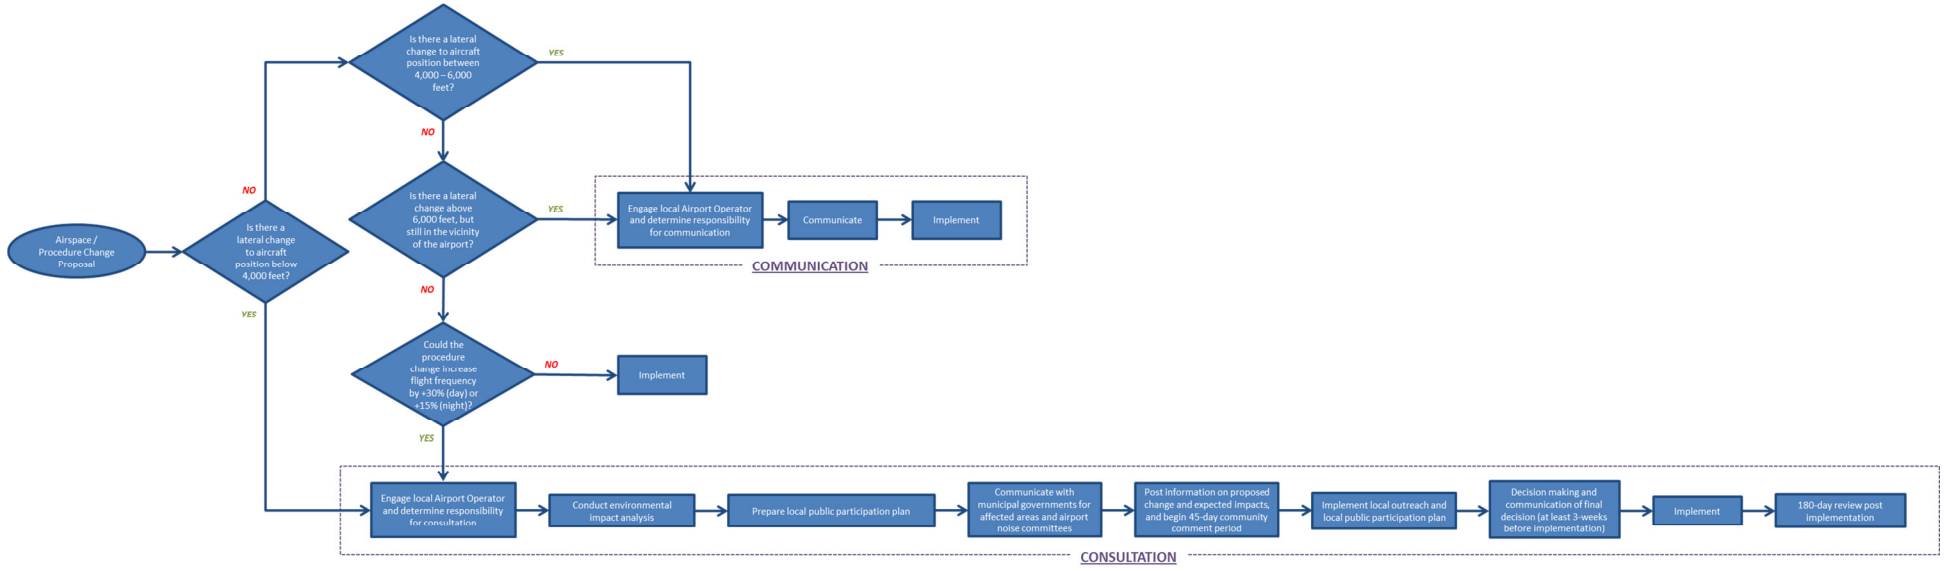 Is there a lateral
change to aircraft
position between
4,000 – 6,000
feet?
YES
NO
Is there a lateral
change above
6,000 feet, but
still in the vicinity
of the airport?
YES
Engage local Airport Operator
and determine responsibility
for communication
Communicate
Implement
COMMUNICATION
NO
Airspace /
Procedure Change
Proposal
Is there a
lateral change
to aircraft
position below
4,000 feet?
YES
NO
Could the
procedure
change increase
flight frequency
by +30% (day) or
+15% (night)?
NO
Implement
YES
Engage local Airport Operator
and determine responsibility
for consultation
Conduct environmental
impact analysis
Prepare local public participation plan
Communicate with
municipal governments for
affected areas and airport
noise committees
Post information on proposed
change and expected impacts,
and begin 45-day community
comment period
Implement local outreach and
local public participation plan
Decision making and
communication of final
decision (at least 3-weeks
before implementation)
Implement
180-day review post
implementation
CONSULTATION